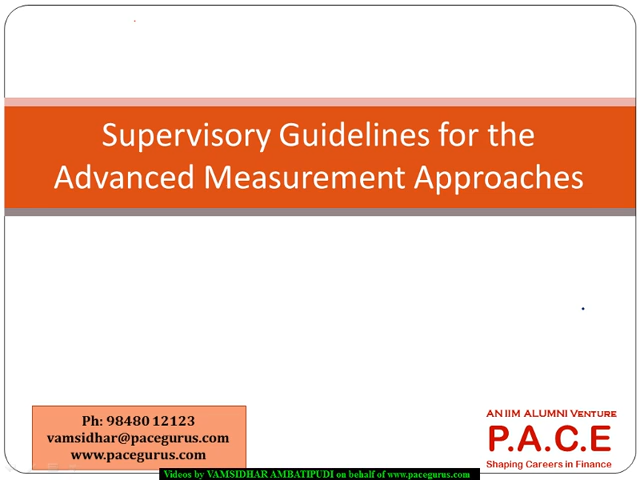 Supervisory Guidelines for the
Advanced Measurement Approaches
Ph: 98480 12123
vamsidhar@pacegurus.com
www.pacegurus.com
AN IIM ALUMNI VENTURE
P.A.C.E
Shaping Careers in Finance
Videos by VAMSIDHAR AMBATIPUDI on behalf of www.pacegurus.com